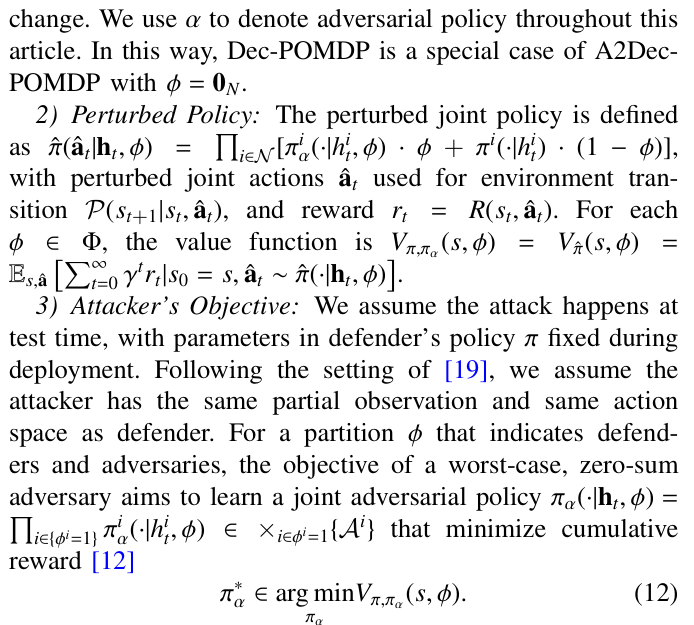 change. We use α to denote adversarial policy throughout this
article. In this way, Dec-POMDP is a special case of A2Dec-
POMDP with ϕ = 𝟎_N.
2) Perturbed Policy: The perturbed joint policy is defined
as π̂(â_t|h_t, ϕ) = ∏_{i∈𝒩}[π^i_α(·|h^i_t, ϕ) · ϕ + π^i(·|h^i_t) · (1 − ϕ)],
with perturbed joint actions â_t used for environment tran-
sition 𝒫(s_{t+1}|s_t, â_t), and reward r_t = R(s_t, â_t). For each
ϕ ∈ Φ, the value function is V_{π,π_α}(s, ϕ) = V_{π̂}(s, ϕ) =
𝔼_{s,â} [∑^∞_{t=0} γ^t r_t|s_0 = s, â_t ∼ π̂(·|h_t, ϕ)].
3) Attacker's Objective: We assume the attack happens at
test time, with parameters in defender's policy π fixed during
deployment. Following the setting of [19], we assume the
attacker has the same partial observation and same action
space as defender. For a partition ϕ that indicates defend-
ers and adversaries, the objective of a worst-case, zero-sum
adversary aims to learn a joint adversarial policy π_α(·|h_t, ϕ) =
∏_{i∈{ϕ^i=1}} π^i_α(·|h^i_t, ϕ) ∈ ×_{i∈ϕ^i=1}{𝒜^i} that minimize cumulative
reward [12]
π^*_α ∈ arg min_{π_α} V_{π,π_α}(s, ϕ). (12)